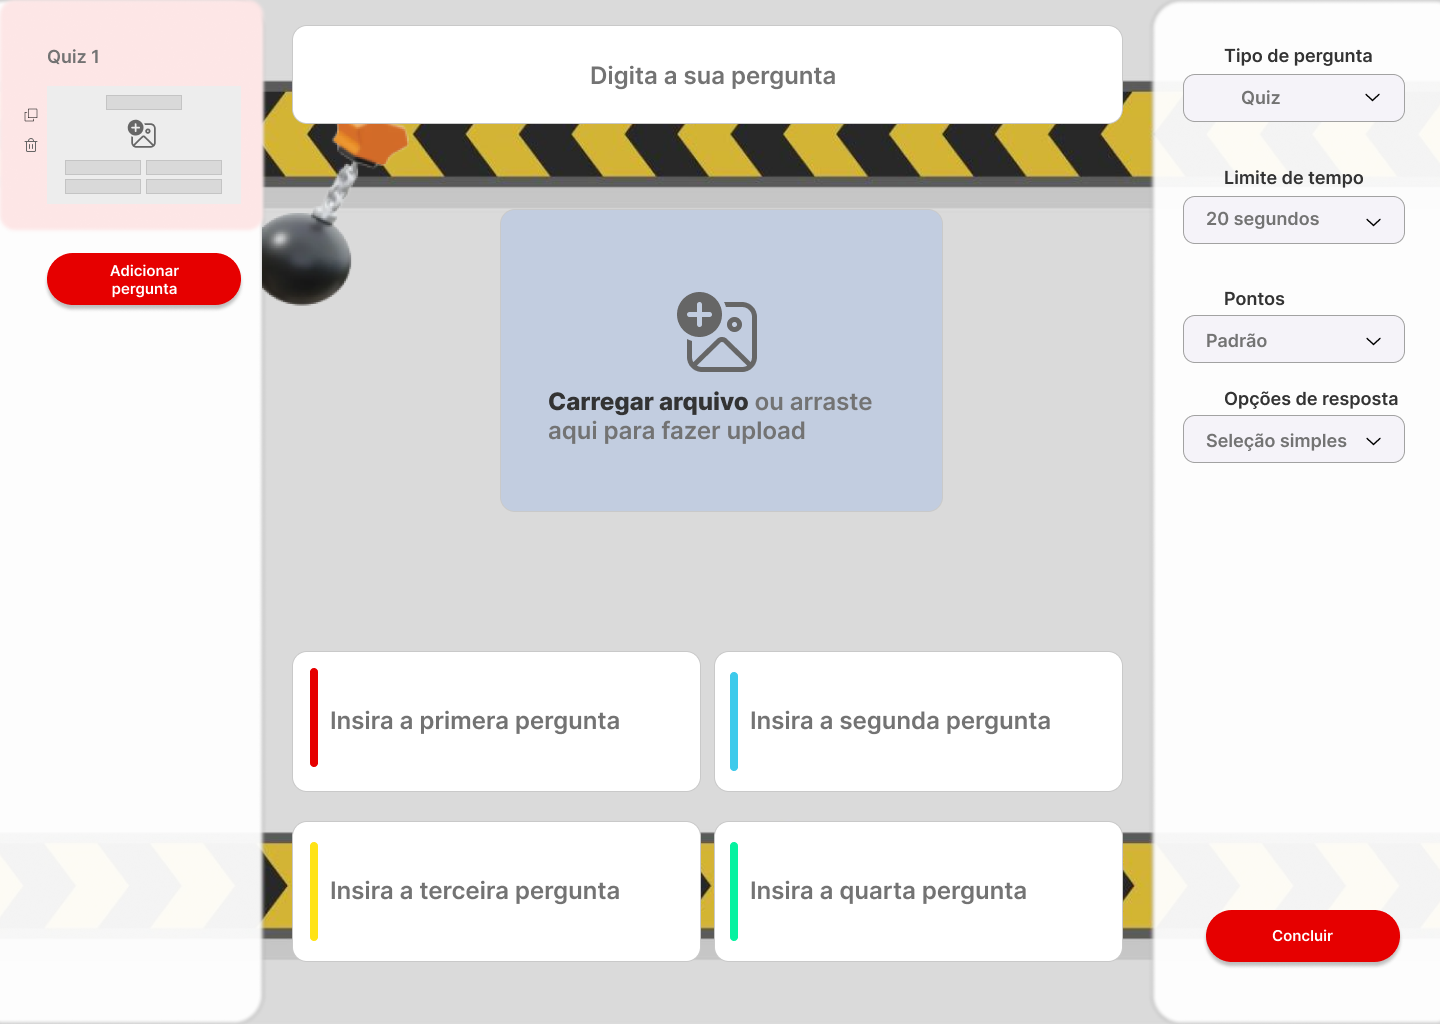 Quiz 1
Adicionar
pergunta
Digita a sua pergunta
Carregar arquivo ou arraste
aqui para fazer upload
Insira a primera pergunta
Insira a segunda pergunta
Insira a terceira pergunta
Insira a quarta pergunta
Tipo de pergunta
Quiz
Limite de tempo
20 segundos
Pontos
Padrão
Opções de resposta
Seleção simples
Concluir